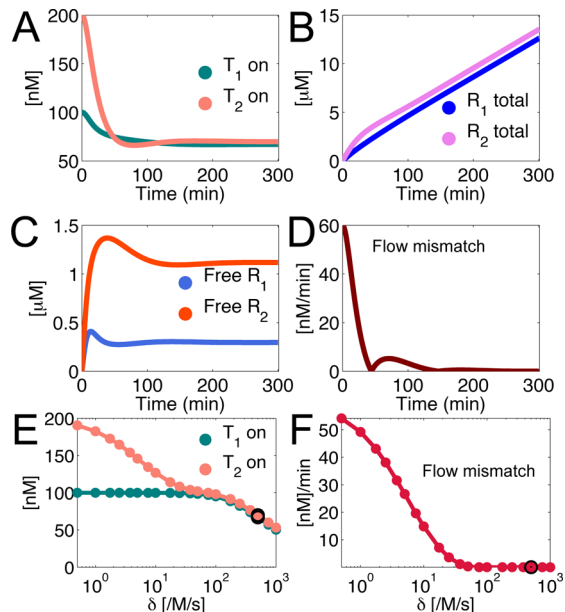 A
200
150
100
50
[nM]
T1 on
T2 on
0 100 200 300
Time (min)
B
15
10
5
0
[μM]
R1 total
R2 total
0 100 200 300
Time (min)
C
1.5
1
0.5
0
[μM]
Free R1
Free R2
0 100 200 300
Time (min)
D
60
40
20
0
[nM/min]
Flow mismatch
0 100 200 300
Time (min)
E
200
150
100
50
0
[nM]
T1 on
T2 on
10^0 10^1 10^2 10^3
δ [/M/s]
F
50
40
30
20
10
0
[nM]/min
Flow mismatch
10^0 10^1 10^2 10^3
δ [/M/s]